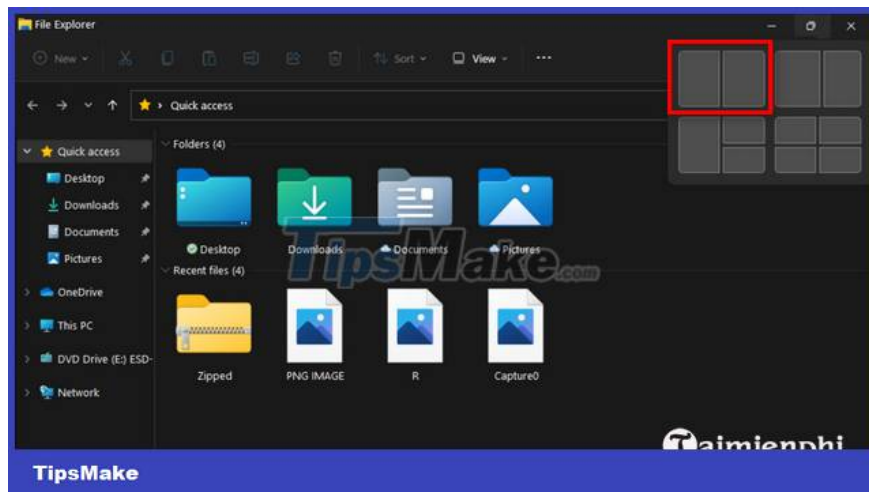 File Explorer
New
Sort
View
Quick access
Quick access
Desktop
Downloads
Documents
Pictures
OneDrive
This PC
DVD Drive (E:) ESD-
Network
Folders (4)
Desktop
Downloads
Documents
Pictures
TipsMake.com
Recent files (4)
Zipped
PNG IMAGE
R
Capture0
Taimienphi
TipsMake